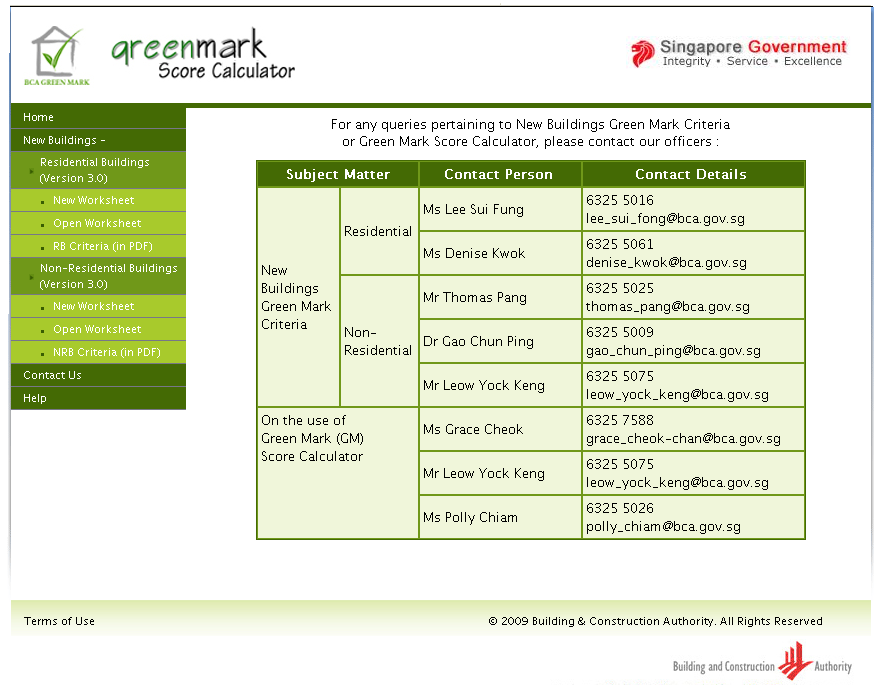 BCA GREEN MARK
greenmark
Score Calculator
Singapore Government
Integrity • Service • Excellence
Home
New Buildings –
Residential Buildings
(Version 3.0)
New Worksheet
Open Worksheet
RB Criteria (in PDF)
Non-Residential Buildings
(Version 3.0)
New Worksheet
Open Worksheet
NRB Criteria (in PDF)
Contact Us
Help
For any queries pertaining to New Buildings Green Mark Criteria
or Green Mark Score Calculator, please contact our officers :
Subject Matter Contact Person Contact Details
New
Buildings
Green Mark
Criteria
Residential
Ms Lee Sui Fung
6325 5016
lee_sui_fong@bca.gov.sg
Ms Denise Kwok
6325 5061
denise_kwok@bca.gov.sg
Non-
Residential
Mr Thomas Pang
6325 5025
thomas_pang@bca.gov.sg
Dr Gao Chun Ping
6325 5009
gao_chun_ping@bca.gov.sg
Mr Leow Yock Keng
6325 5075
leow_yock_keng@bca.gov.sg
On the use of
Green Mark (GM)
Score Calculator
Ms Grace Cheok
6325 7588
grace_cheok-chan@bca.gov.sg
Mr Leow Yock Keng
6325 5075
leow_yock_keng@bca.gov.sg
Ms Polly Chiam
6325 5026
polly_chiam@bca.gov.sg
Terms of Use
© 2009 Building & Construction Authority. All Rights Reserved
Building and Construction Authority